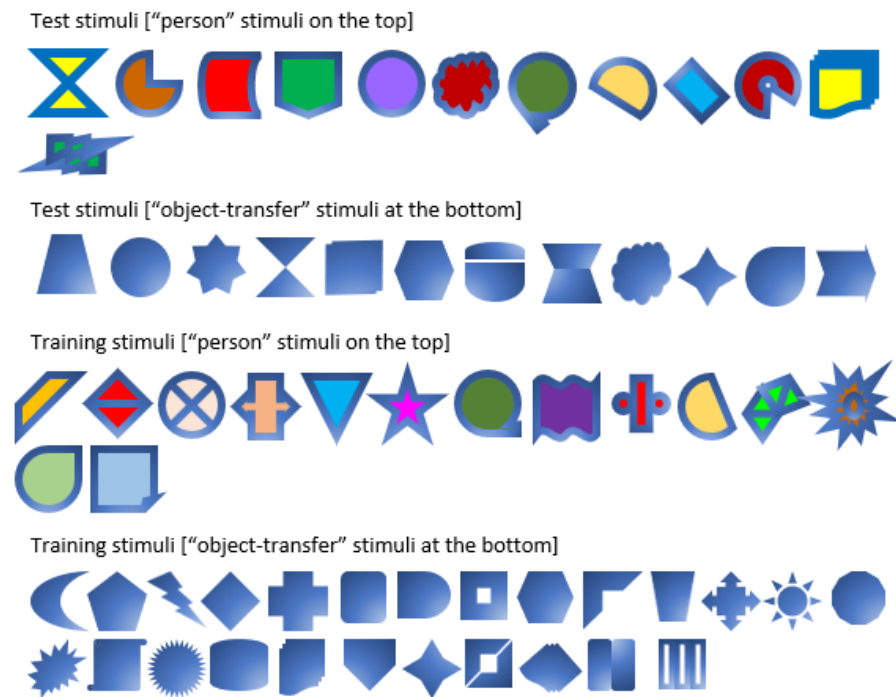 Test stimuli [“person” stimuli on the top]
Test stimuli [“object-transfer” stimuli at the bottom]
Training stimuli [“person” stimuli on the top]
Training stimuli [“object-transfer” stimuli at the bottom]